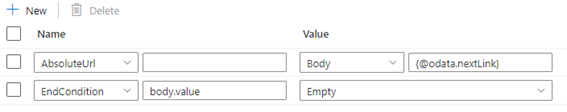 New Delete
Name Value
AbsoluteUrl Body {@odata.nextLink}
EndCondition body.value Empty